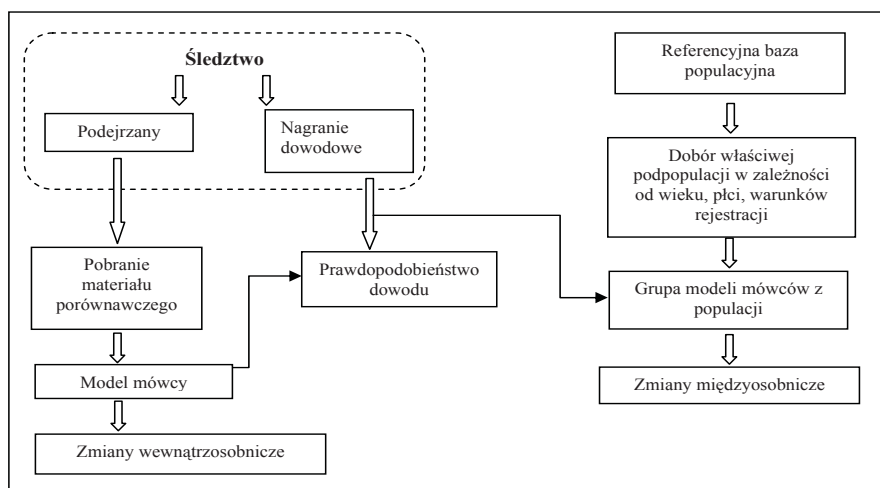 Śledztwo
Podejrzany
Nagranie
dowodowe
Pobranie
materiału
porównawczego
Prawdopodobieństwo
dowodu
Model mówcy
Zmiany wewnątrzosobnicze
Referencyjna baza
populacyjna
Dobór właściwej
podpopulacji w zależności
od wieku, płci, warunków
rejestracji
Grupa modeli mówców z
populacji
Zmiany międzyosobnicze